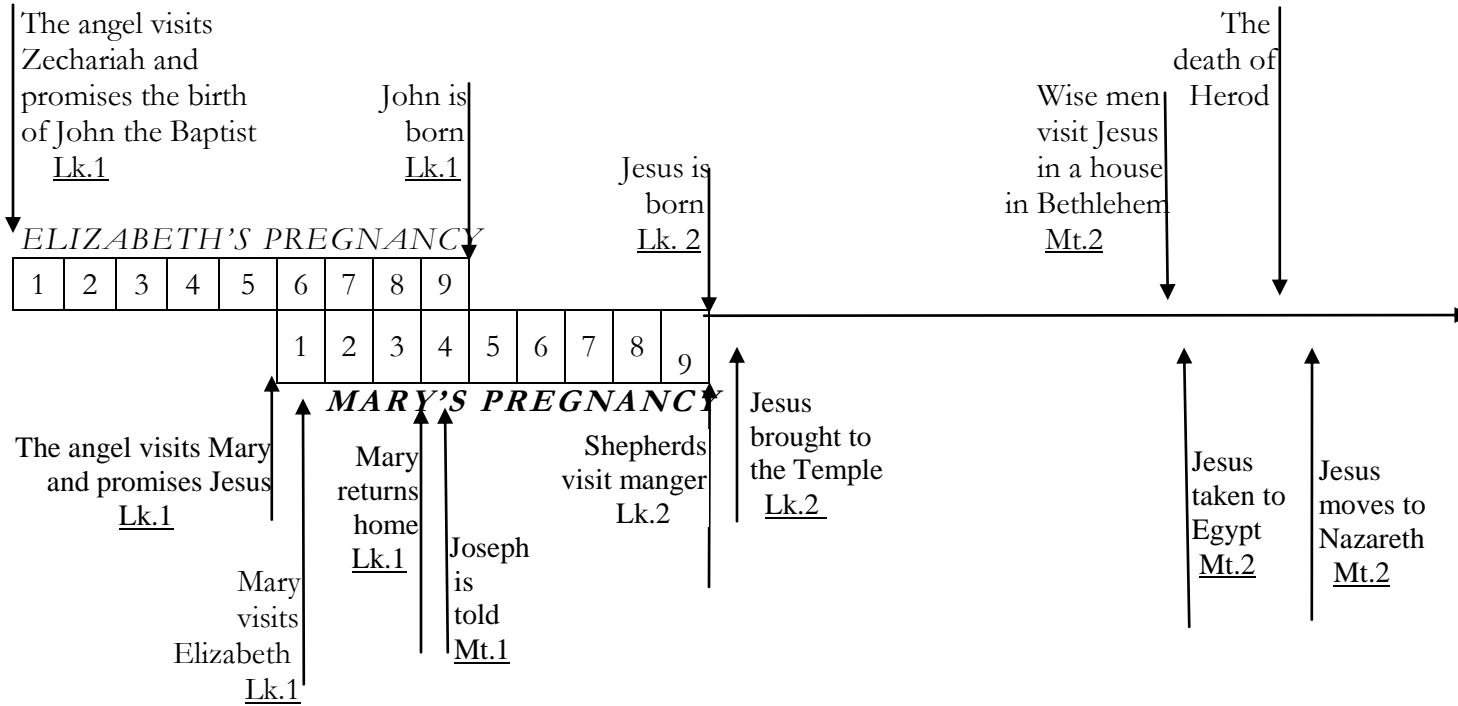 The angel visits
Zechariah and
promises the birth
of John the Baptist
Lk.1
John is
born
Lk.1
Jesus is
born
Lk. 2
Wise men
visit Jesus
in a house
in Bethlehem
Mt.2
The
death of
Herod
ELIZABETH'S PREGNANCY
1 2 3 4 5 6 7 8 9
1 2 3 4 5 6 7 8 9
MARY'S PREGNANCY
The angel visits Mary
and promises Jesus
Lk.1
Mary
visits
Elizabeth
Lk.1
Mary
returns
home
Lk.1
Joseph
is
told
Mt.1
Shepherds
visit manger
Lk.2
Jesus
brought to
the Temple
Lk.2
Jesus
taken to
Egypt
Mt.2
Jesus
moves to
Nazareth
Mt.2